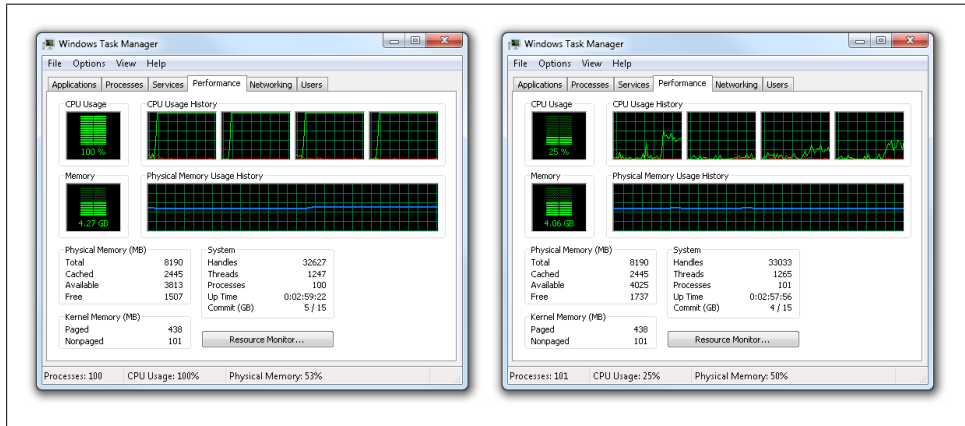 Windows Task Manager
File Options View Help
Applications Processes Services Performance Networking Users
CPU Usage CPU Usage History
100 %
Memory Physical Memory Usage History
4.27 GB
Physical Memory (MB)
Total 8190
Cached 2445
Available 3813
Free 1507
System
Handles 32627
Threads 1247
Processes 100
Up Time 0:02:59:22
Commit (GB) 5 / 15
Kernel Memory (MB)
Paged 438
Nonpaged 101
Resource Monitor...
Processes: 100 CPU Usage: 100% Physical Memory: 53%
Windows Task Manager
File Options View Help
Applications Processes Services Performance Networking Users
CPU Usage CPU Usage History
25 %
Memory Physical Memory Usage History
4.06 GB
Physical Memory (MB)
Total 8190
Cached 2445
Available 4025
Free 1737
System
Handles 33033
Threads 1265
Processes 101
Up Time 0:02:57:56
Commit (GB) 4 / 15
Kernel Memory (MB)
Paged 438
Nonpaged 101
Resource Monitor...
Processes: 101 CPU Usage: 25% Physical Memory: 50%